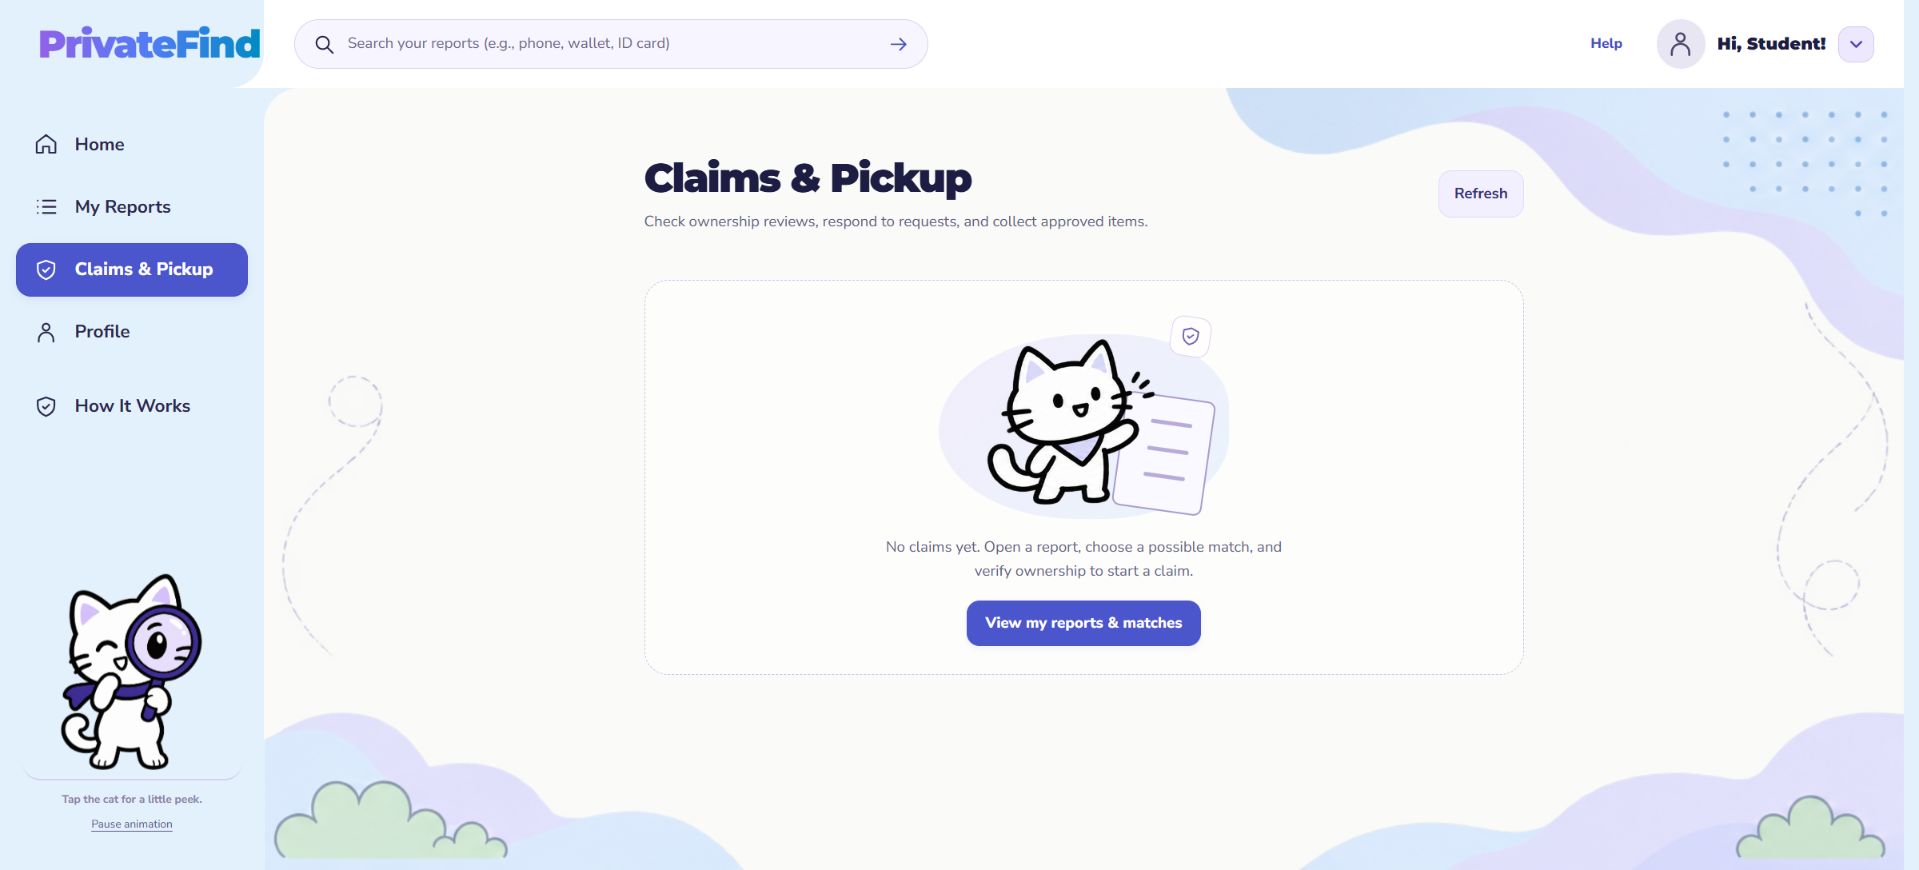 PrivateFind
Search your reports (e.g., phone, wallet, ID card)
Help
Hi, Student!
Home
My Reports
Claims & Pickup
Profile
How It Works
Tap the cat for a little peek.
Pause animation
Claims & Pickup
Check ownership reviews, respond to requests, and collect approved items.
Refresh
No claims yet. Open a report, choose a possible match, and
verify ownership to start a claim.
View my reports & matches